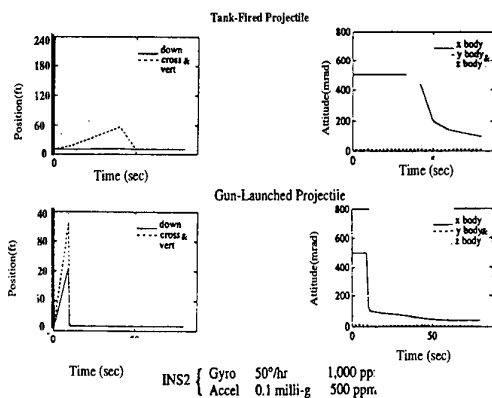 Tank-Fired Projectile
240
180
120
60
0
Position(ft)
down
cross &
vert
Time (sec)
800
600
400
200
0
Attitude(mrad)
x body
y body &
z body
Time (sec)
Gun-Launched Projectile
40
20
20
0
Position(ft)
down
cross &
vert
Time (sec)
800
600
400
200
0
Attitude(mrad)
x body
y body &
z body
50
Time (sec)
INS2 { Gyro 50°/hr 1,000 pp
Accel 0.1 milli-g 500 ppm